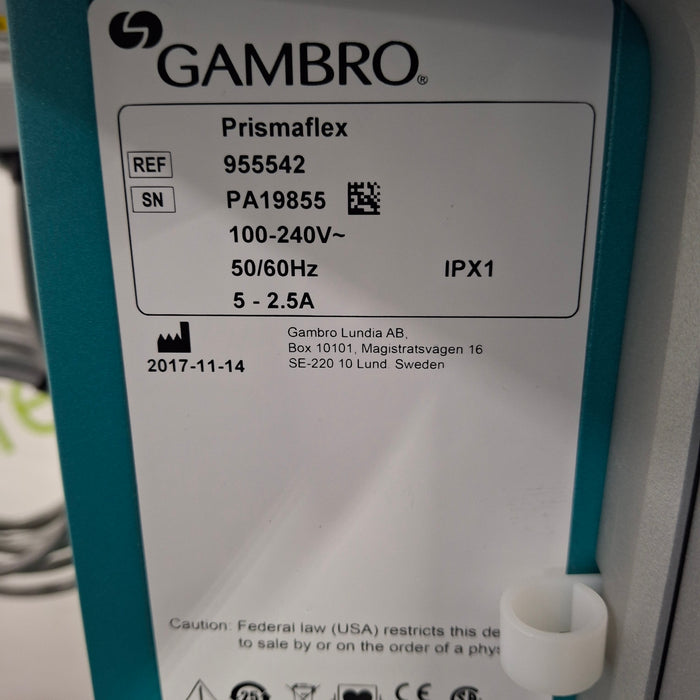 GAMBRO®
Prismaflex
REF 955542
SN PA19855
100-240V~
50/60Hz IPX1
5 - 2.5A
2017-11-14
Gambro Lundia AB,
Box 10101, Magistratsvagen 16
SE-220 10 Lund Sweden
Caution: Federal law (USA) restricts this
to sale by or on the order of a
25
CE